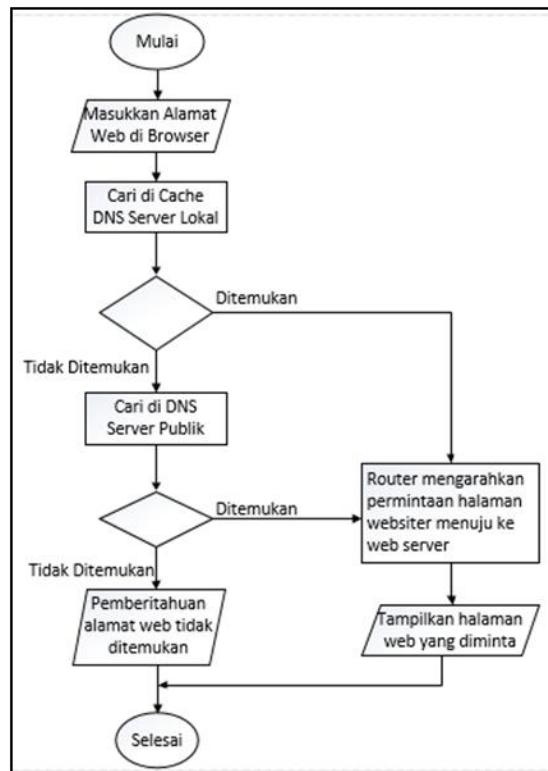 Mulai
Masukkan Alamat
Web di Browser
Cari di Cache
DNS Server Lokal
Ditemukan
Tidak Ditemukan
Cari di DNS
Server Publik
Ditemukan
Router mengarahkan
permintaan halaman
websiter menuju ke
web server
Tidak Ditemukan
Pemberitahuan
alamat web tidak
ditemukan
Tampilkan halaman
web yang diminta
Selesai